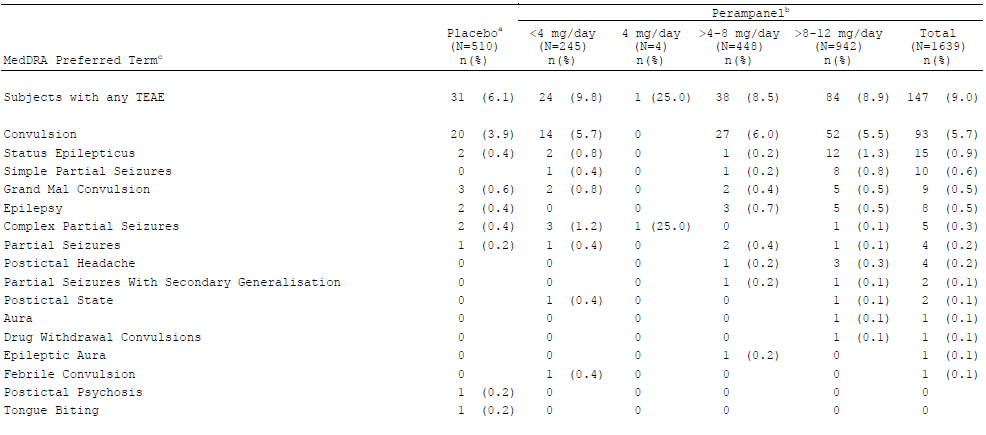 Perampanelᵇ
Placeboᵃ <4 mg/day 4 mg/day >4-8 mg/day >8-12 mg/day Total
(N=510) (N=245) (N=4) (N=448) (N=942) (N=1639)
MedDRA Preferred Termᶜ n(%) n(%) n(%) n(%) n(%) n(%)
Subjects with any TEAE 31 (6.1) 24 (9.8) 1 (25.0) 38 (8.5) 84 (8.9) 147 (9.0)
Convulsion 20 (3.9) 14 (5.7) 0 27 (6.0) 52 (5.5) 93 (5.7)
Status Epilepticus 2 (0.4) 2 (0.8) 0 1 (0.2) 12 (1.3) 15 (0.9)
Simple Partial Seizures 0 1 (0.4) 0 1 (0.2) 8 (0.8) 10 (0.6)
Grand Mal Convulsion 3 (0.6) 2 (0.8) 0 2 (0.4) 5 (0.5) 9 (0.5)
Epilepsy 2 (0.4) 0 0 3 (0.7) 5 (0.5) 8 (0.5)
Complex Partial Seizures 2 (0.4) 3 (1.2) 1 (25.0) 0 1 (0.1) 5 (0.3)
Partial Seizures 1 (0.2) 1 (0.4) 0 2 (0.4) 1 (0.1) 4 (0.2)
Postictal Headache 0 0 0 1 (0.2) 3 (0.3) 4 (0.2)
Partial Seizures With Secondary Generalisation 0 0 0 1 (0.2) 1 (0.1) 2 (0.1)
Postictal State 0 1 (0.4) 0 0 1 (0.1) 2 (0.1)
Aura 0 0 0 0 1 (0.1) 1 (0.1)
Drug Withdrawal Convulsions 0 0 0 0 1 (0.1) 1 (0.1)
Epileptic Aura 0 0 0 1 (0.2) 0 1 (0.1)
Febrile Convulsion 0 1 (0.4) 0 0 0 1 (0.1)
Postictal Psychosis 1 (0.2) 0 0 0 0 0
Tongue Biting 1 (0.2) 0 0 0 0 0